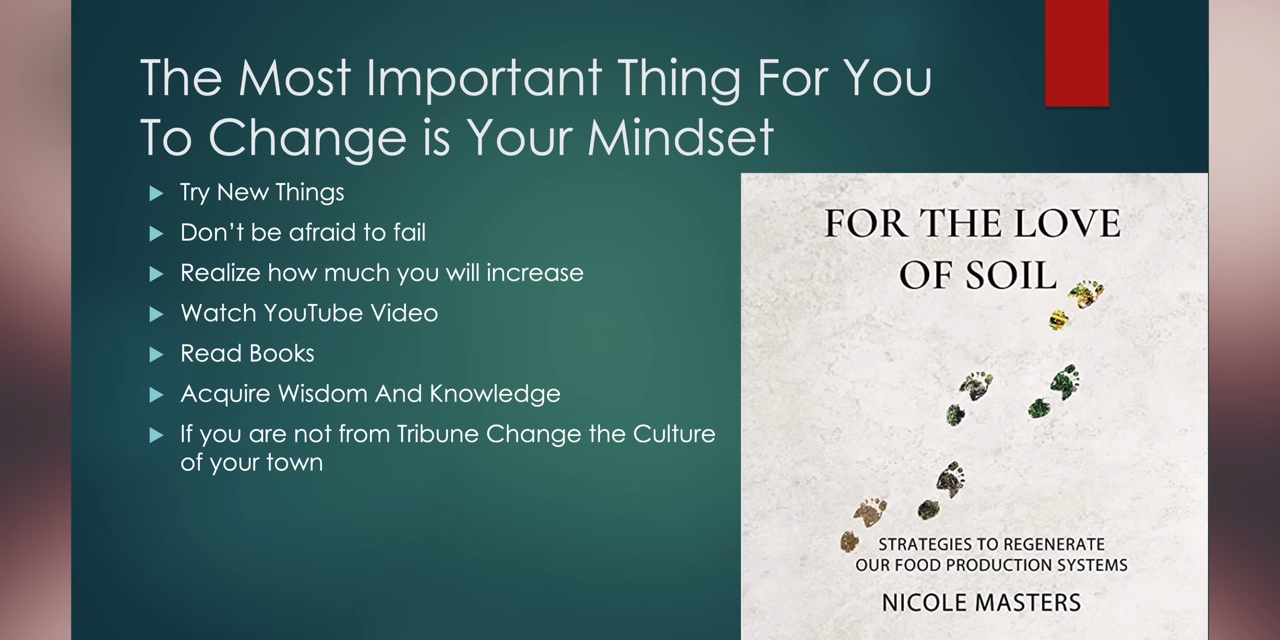 The Most Important Thing For You
To Change is Your Mindset
Try New Things
Don’t be afraid to fail
Realize how much you will increase
Watch YouTube Video
Read Books
Acquire Wisdom And Knowledge
If you are not from Tribune Change the Culture
of your town
FOR THE LOVE
OF SOIL
STRATEGIES TO REGENERATE
OUR FOOD PRODUCTION SYSTEMS
NICOLE MASTERS